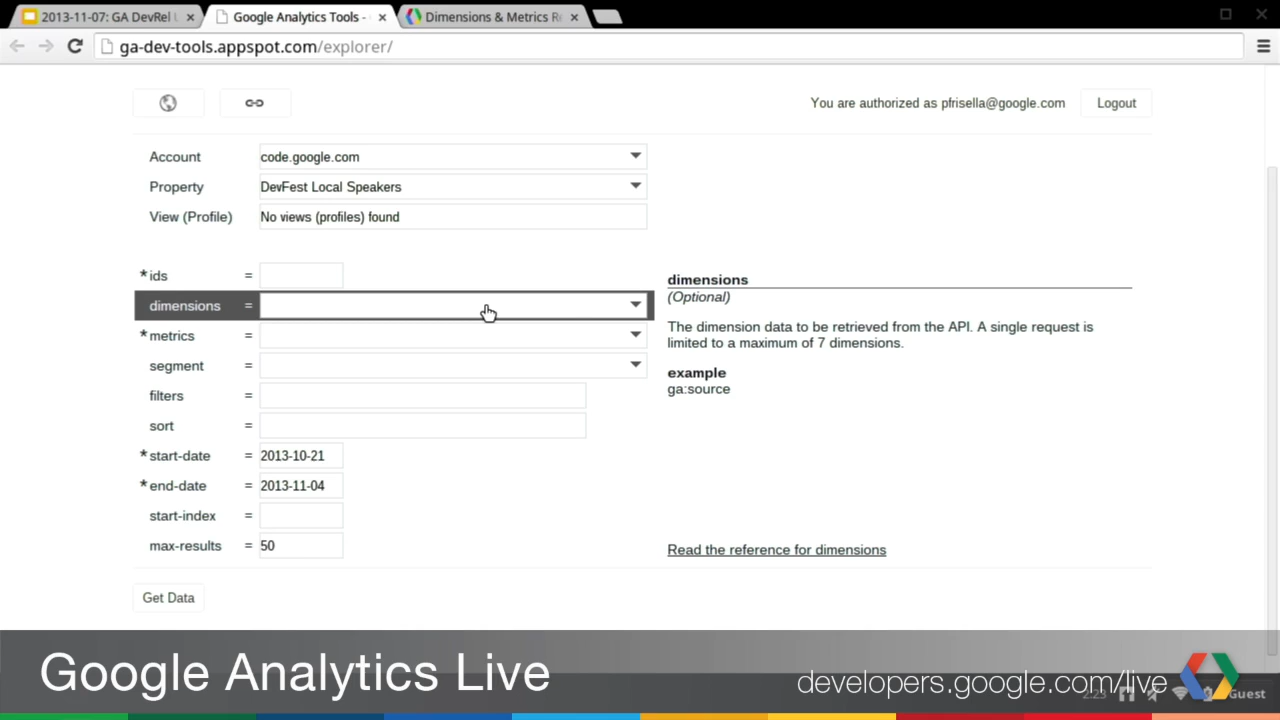 2013-11-07: GA DevRel
Google Analytics Tools -
Dimensions & Metrics Re
ga-dev-tools.appspot.com/explorer/
You are authorized as pfrisella@google.com
Logout
Account
code.google.com
Property
DevFest Local Speakers
View (Profile)
No views (profiles) found
*ids =
dimensions =
*metrics =
segment =
filters =
sort =
*start-date = 2013-10-21
*end-date = 2013-11-04
start-index =
max-results = 50
dimensions
(Optional)
The dimension data to be retrieved from the API. A single request is
limited to a maximum of 7 dimensions.
example
ga:source
Read the reference for dimensions
Get Data
Google Analytics Live
developers.google.com/live
2:23
Guest